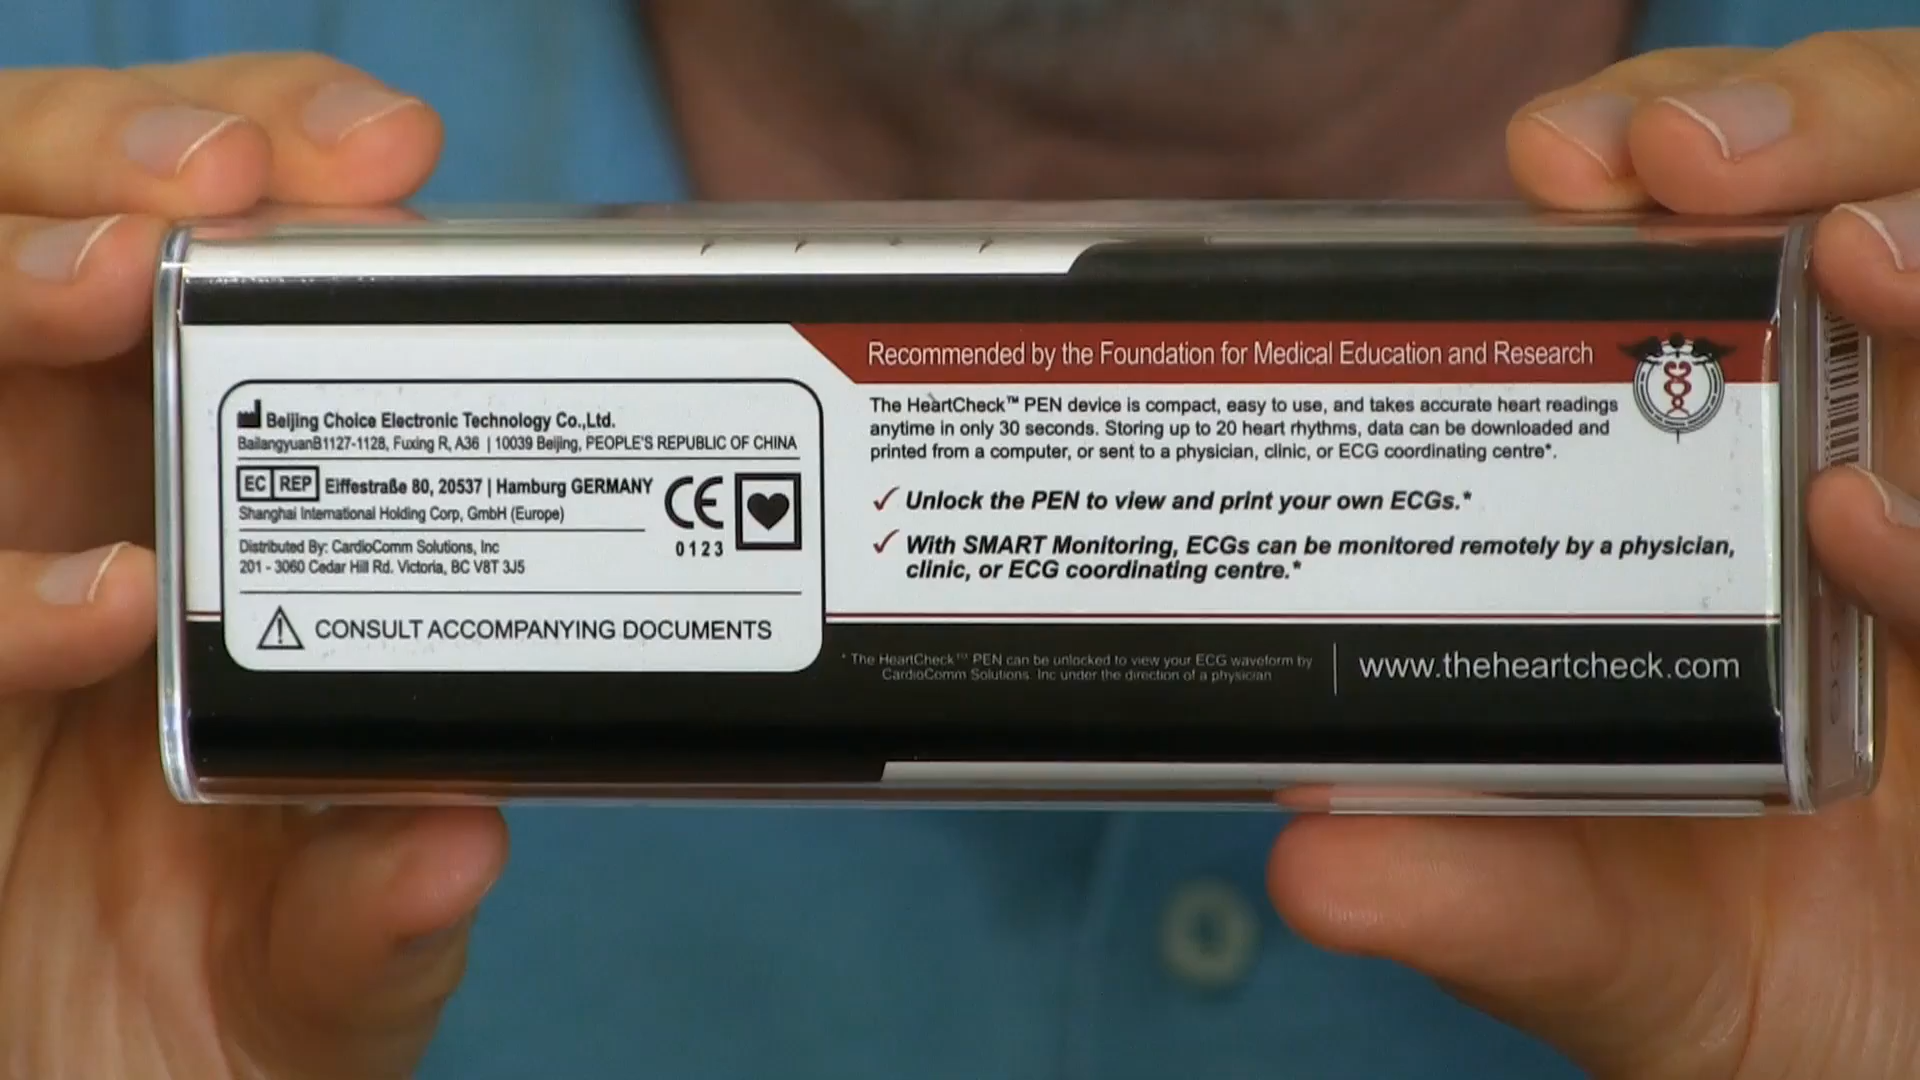 Beijing Choice Electronic Technology Co.,Ltd.
BailangyuanB1127-1128, Fuxing R, A36 | 10039 Beijing, PEOPLE'S REPUBLIC OF CHINA
EC REP Eiffestraße 80, 20537 | Hamburg GERMANY
Shanghai International Holding Corp, GmbH (Europe)
CE
0123
Distributed By: CardioComm Solutions, Inc
201 - 3060 Cedar Hill Rd. Victoria, BC V8T 3J5
CONSULT ACCOMPANYING DOCUMENTS
Recommended by the Foundation for Medical Education and Research
The HeartCheck™ PEN device is compact, easy to use, and takes accurate heart readings
anytime in only 30 seconds. Storing up to 20 heart rhythms, data can be downloaded and
printed from a computer, or sent to a physician, clinic, or ECG coordinating centre*.
✓ Unlock the PEN to view and print your own ECGs.*
✓ With SMART Monitoring, ECGs can be monitored remotely by a physician,
clinic, or ECG coordinating centre.*
* The HeartCheck™ PEN can be unlocked to view your ECG waveform by
CardioComm Solutions, Inc under the direction of a physician
www.theheartcheck.com